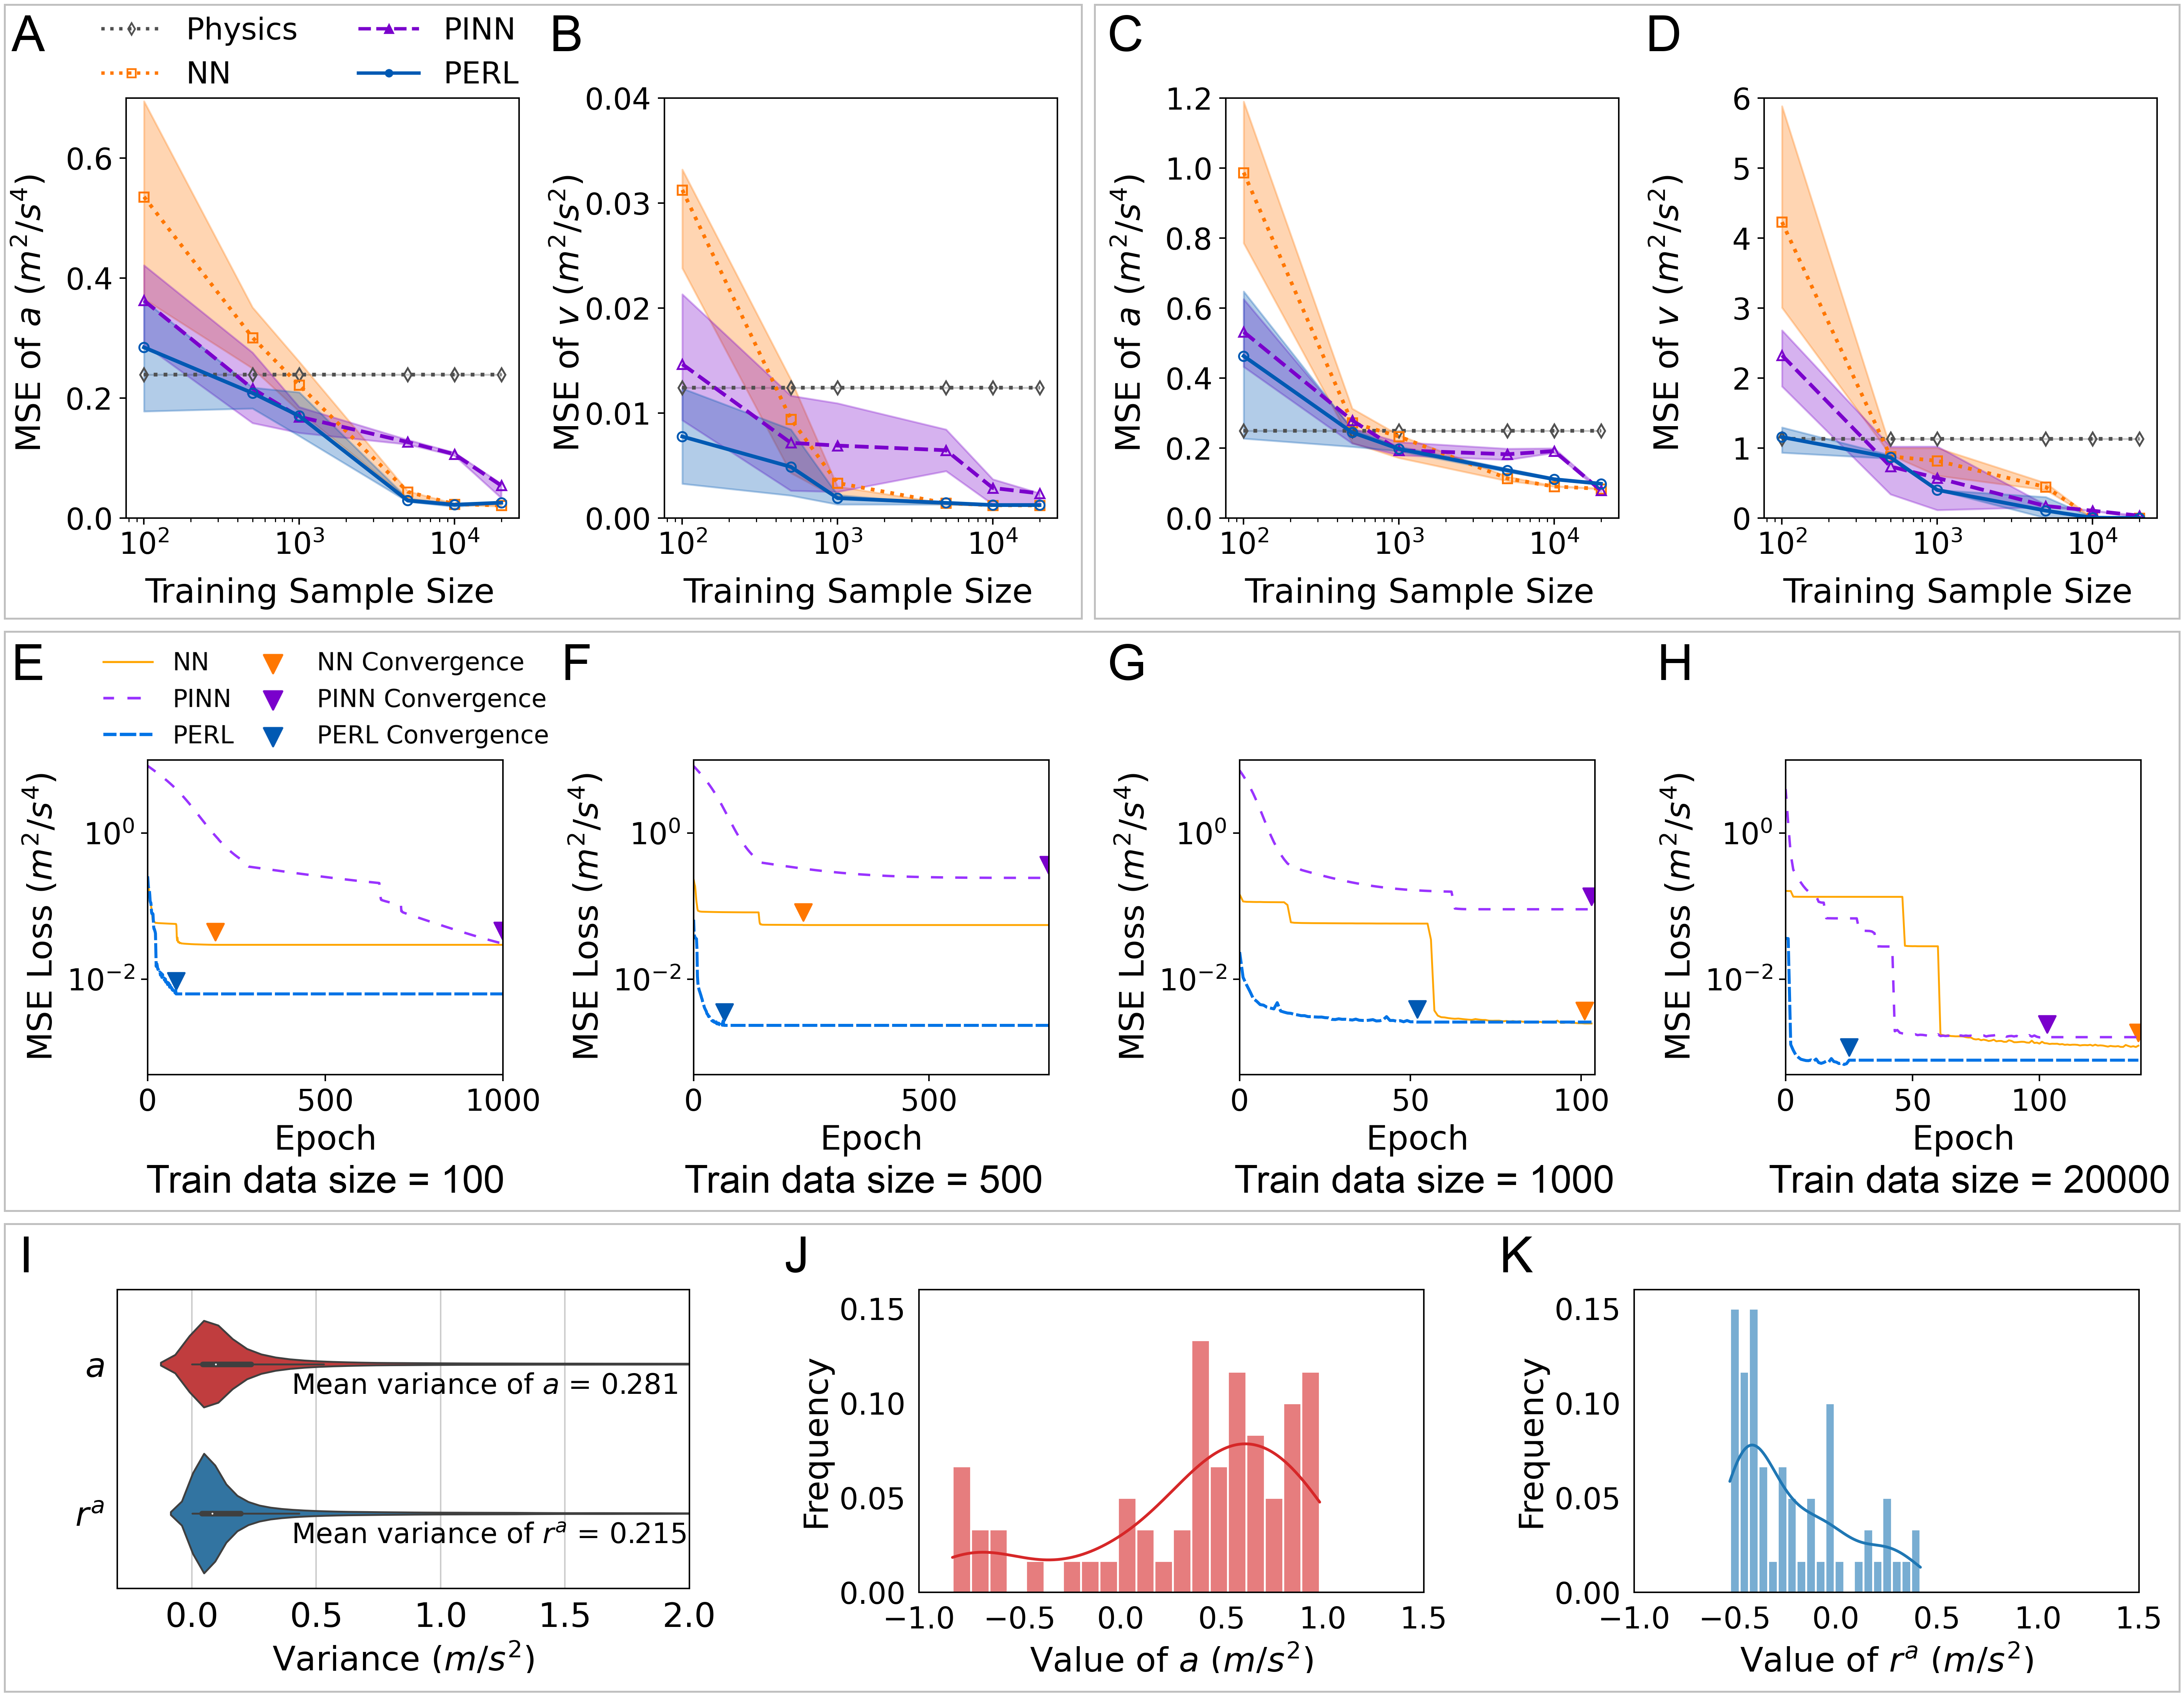 A
Physics
NN
PINN
PERL
B
C
D
MSE of a (m²/s⁴)
0.6
0.4
0.2
0.0
10² 10³ 10⁴
Training Sample Size
MSE of v (m²/s²)
0.04
0.03
0.02
0.01
0.00
10² 10³ 10⁴
Training Sample Size
MSE of a (m²/s⁴)
1.2
1.0
0.8
0.6
0.4
0.2
0.0
10² 10³ 10⁴
Training Sample Size
MSE of v (m²/s²)
6
5
4
3
2
1
0
10² 10³ 10⁴
Training Sample Size
E
NN
PINN
PERL
NN Convergence
PINN Convergence
PERL Convergence
F
G
H
MSE Loss (m²/s⁴)
10⁰
10⁻²
0 500 1000
Epoch
Train data size = 100
MSE Loss (m²/s⁴)
10⁰
10⁻²
0 500
Epoch
Train data size = 500
MSE Loss (m²/s⁴)
10⁰
10⁻²
0 50 100
Epoch
Train data size = 1000
MSE Loss (m²/s⁴)
10⁰
10⁻²
0 50 100
Epoch
Train data size = 20000
I
a
Mean variance of a = 0.281
rᵃ
Mean variance of rᵃ = 0.215
0.0 0.5 1.0 1.5 2.0
Variance (m/s²)
J
Frequency
0.15
0.10
0.05
0.00
−1.0 −0.5 0.0 0.5 1.0 1.5
Value of a (m/s²)
K
Frequency
0.15
0.10
0.05
0.00
−1.0 −0.5 0.0 0.5 1.0 1.5
Value of rᵃ (m/s²)